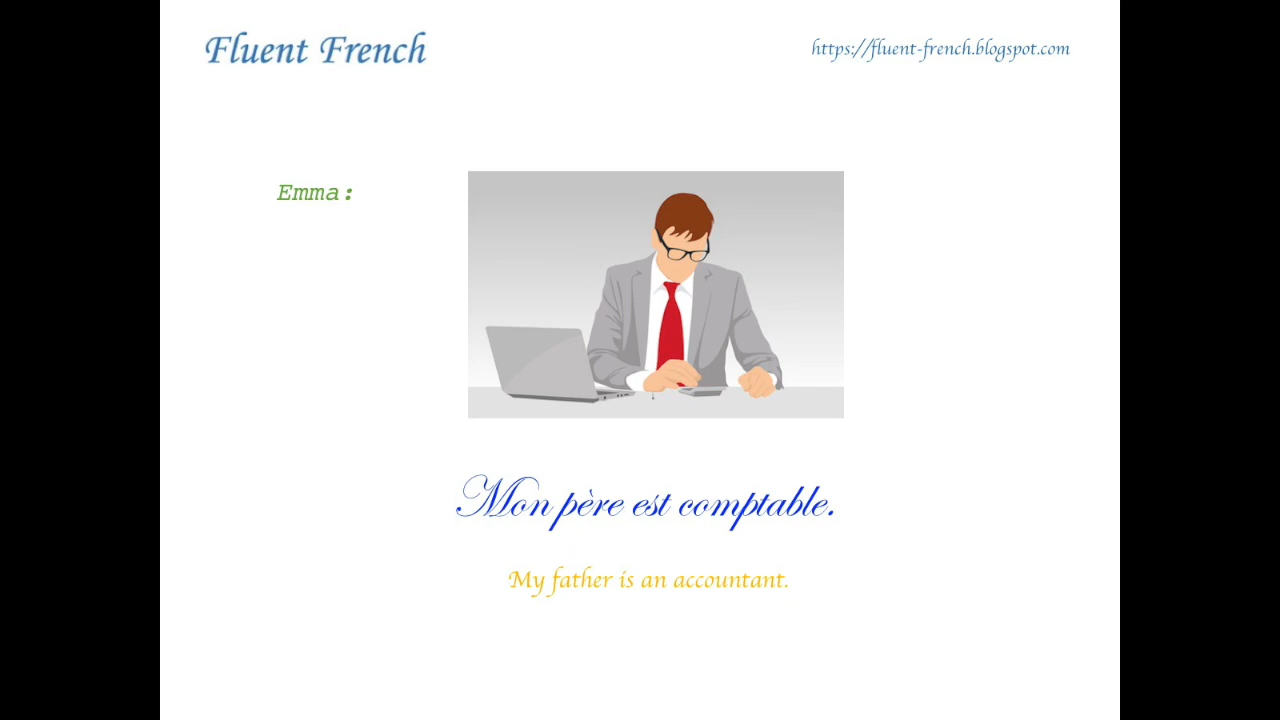 Fluent French
https://fluent-french.blogspot.com
Emma:
Mon père est comptable.
My father is an accountant.